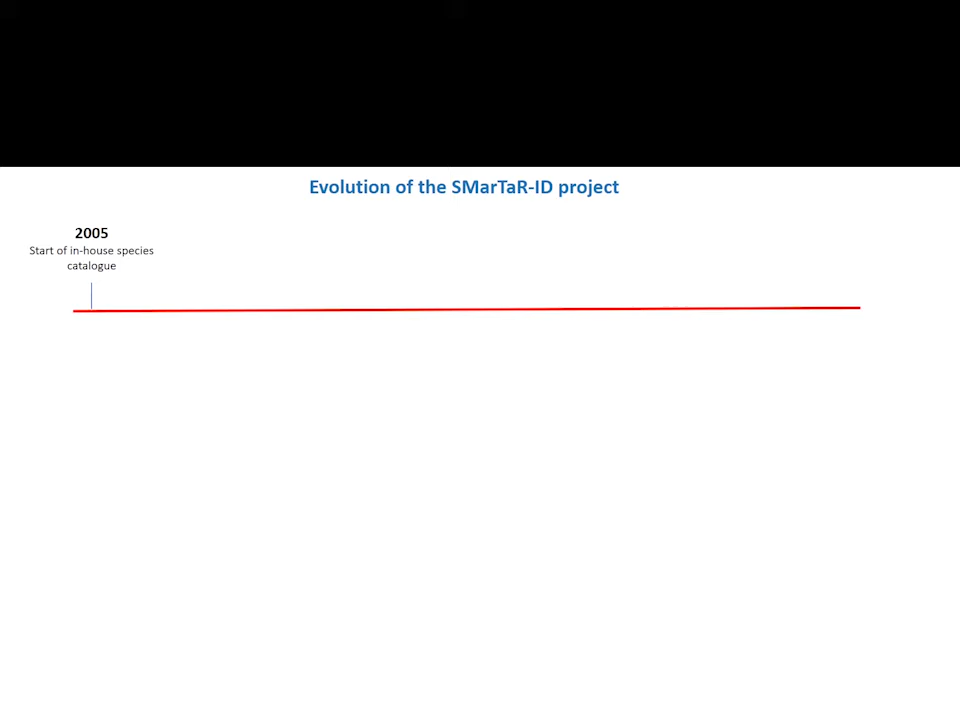 Evolution of the SMarTaR-ID project
2005
Start of in-house species
catalogue